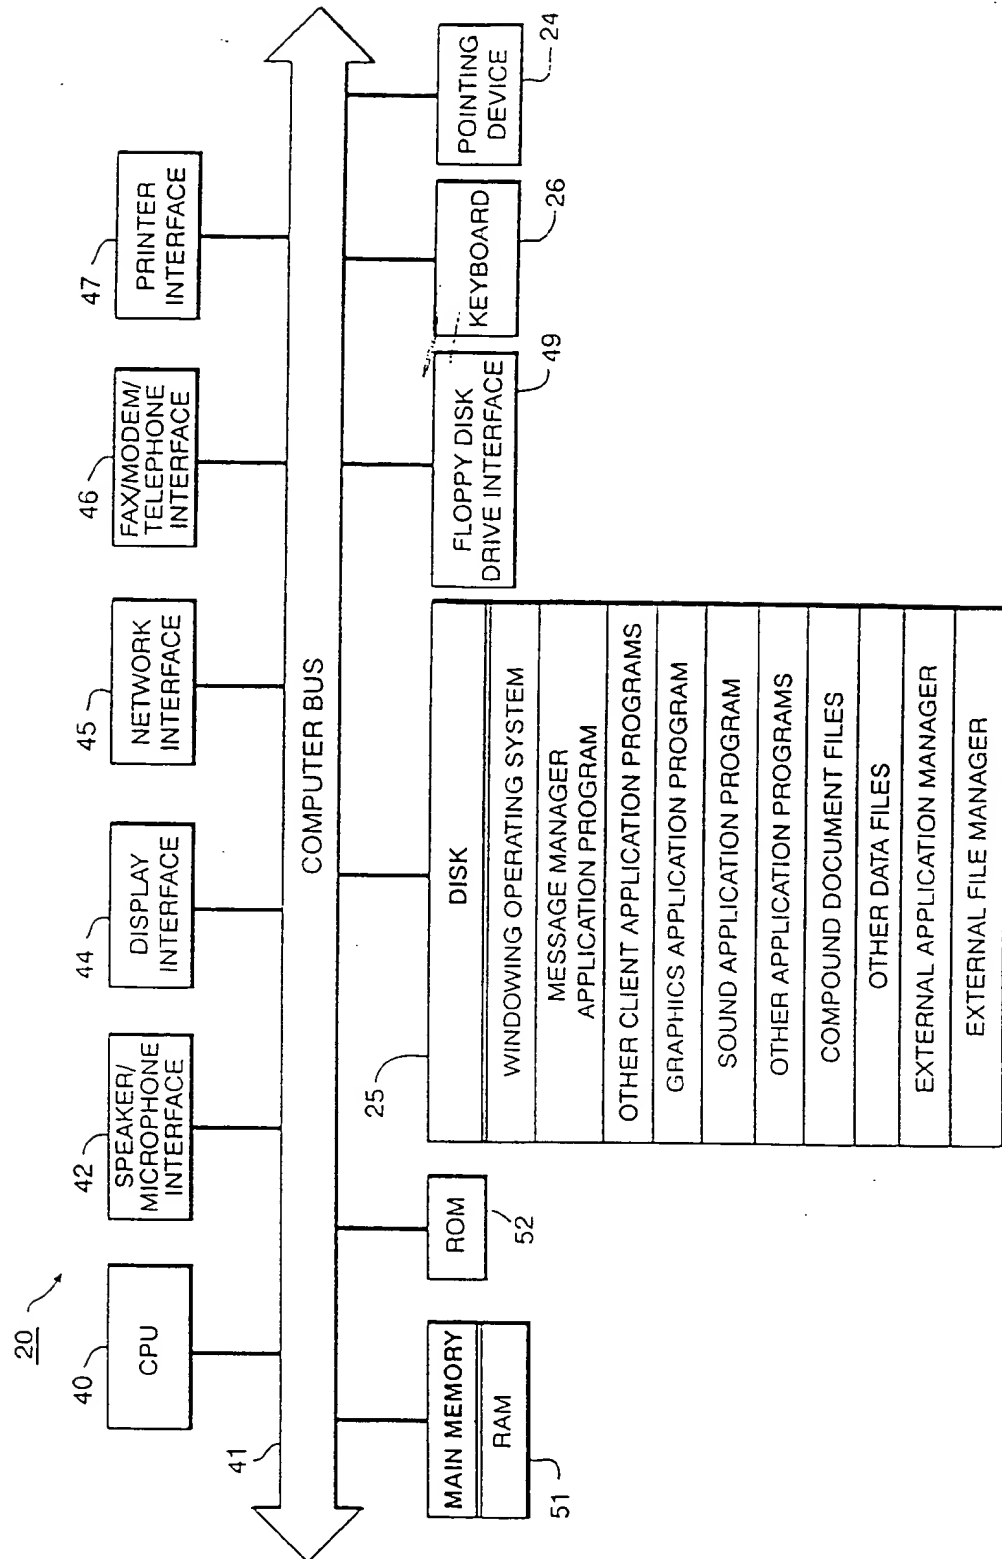 20
40
CPU
42
SPEAKER/
MICROPHONE
INTERFACE
44
DISPLAY
INTERFACE
45
NETWORK
INTERFACE
46
FAX/MODEM/
TELEPHONE
INTERFACE
47
PRINTER
INTERFACE
41
COMPUTER BUS
MAIN MEMORY
RAM
51
ROM
52
25
DISK
WINDOWING OPERATING SYSTEM
MESSAGE MANAGER
APPLICATION PROGRAM
OTHER CLIENT APPLICATION PROGRAMS
GRAPHICS APPLICATION PROGRAM
SOUND APPLICATION PROGRAM
OTHER APPLICATION PROGRAMS
COMPOUND DOCUMENT FILES
OTHER DATA FILES
EXTERNAL APPLICATION MANAGER
EXTERNAL FILE MANAGER
FLOPPY DISK
DRIVE INTERFACE
49
KEYBOARD
26
POINTING
DEVICE
24